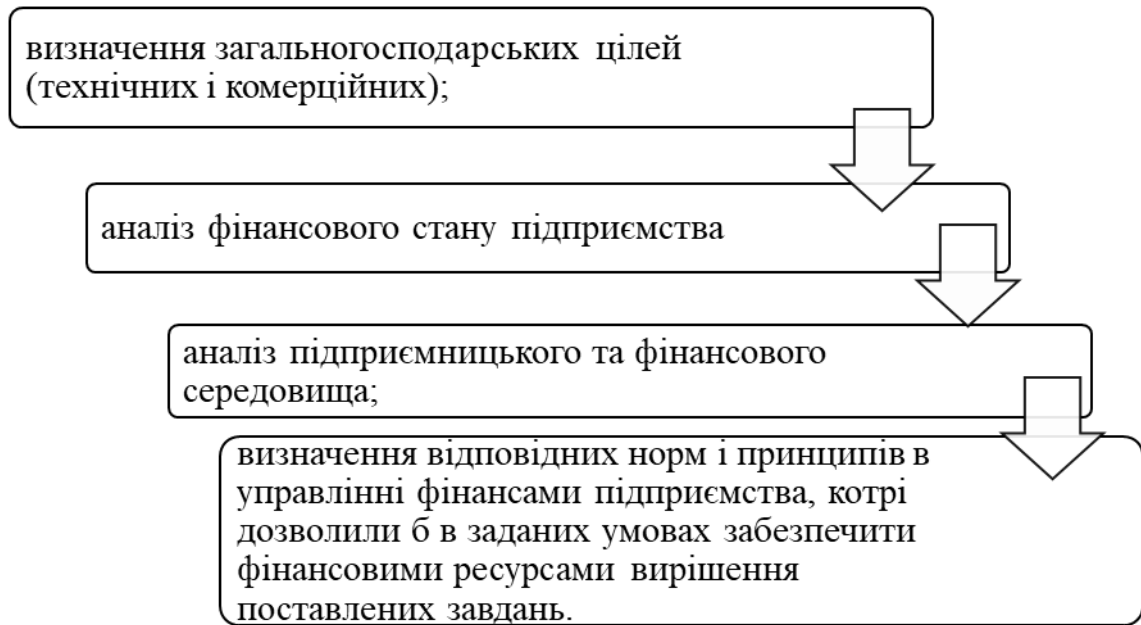 визначення загальногосподарських цілей
(технічних і комерційних);
аналіз фінансового стану підприємства
аналіз підприємницького та фінансового
середовища;
визначення відповідних норм і принципів в
управлінні фінансами підприємства, котрі
дозволили б в заданих умовах забезпечити
фінансовими ресурсами вирішення
поставлених завдань.